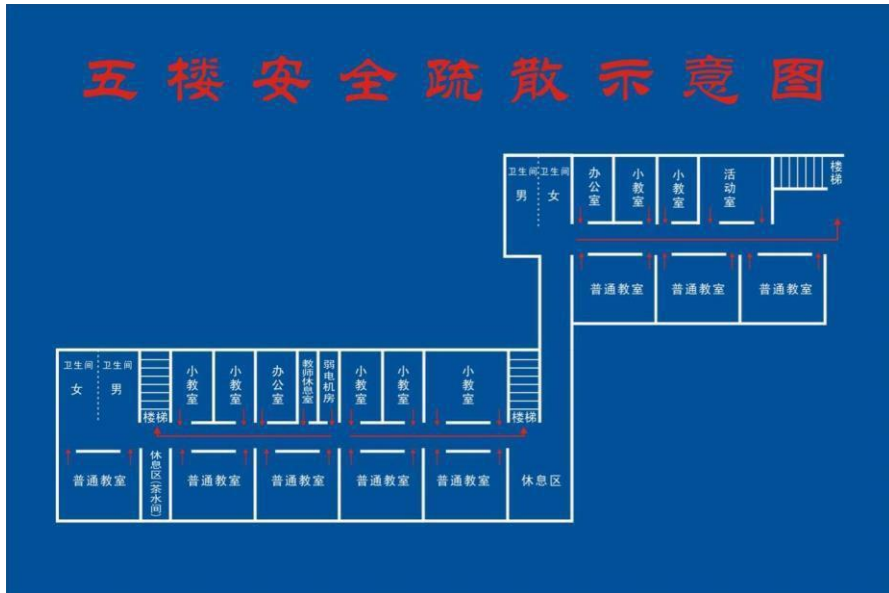 五楼安全疏散示意图
卫生间
男
卫生间
女
办公室
小教室
小教室
活动室
楼梯
普通教室
普通教室
普通教室
卫生间
女
卫生间
男
楼梯
小教室
小教室
办公室
教师休息室
弱电机房
小教室
小教室
小教室
楼梯
普通教室
休息区(茶水间)
普通教室
普通教室
普通教室
普通教室
休息区